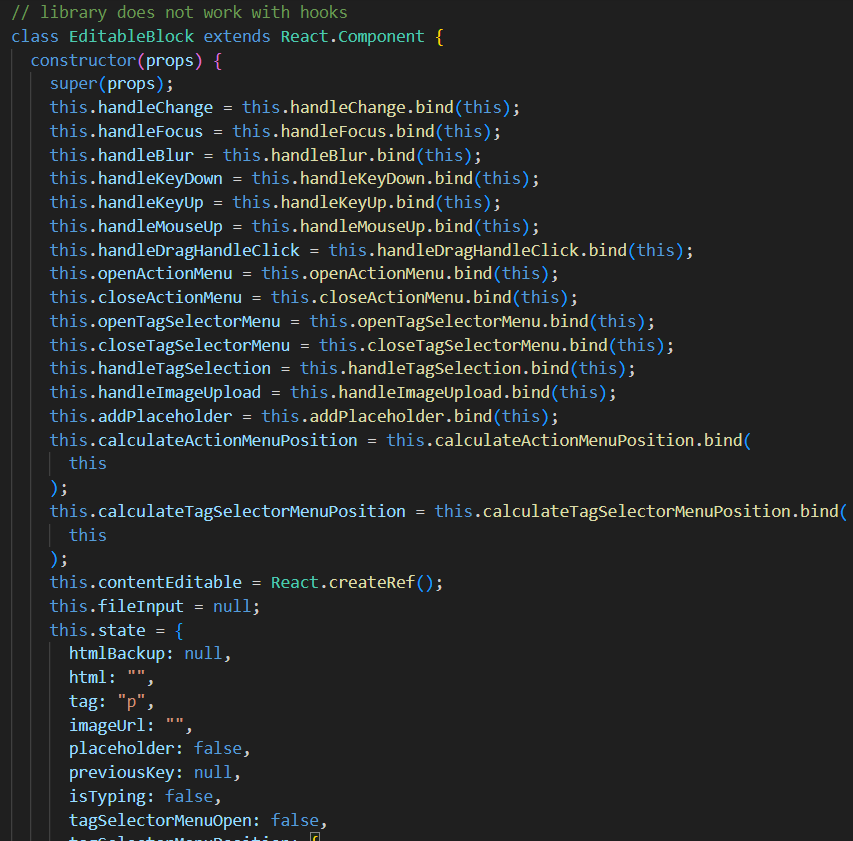 // library does not work with hooks
class EditableBlock extends React.Component {
constructor(props) {
super(props);
this.handleChange = this.handleChange.bind(this);
this.handleFocus = this.handleFocus.bind(this);
this.handleBlur = this.handleBlur.bind(this);
this.handleKeyDown = this.handleKeyDown.bind(this);
this.handleKeyUp = this.handleKeyUp.bind(this);
this.handleMouseUp = this.handleMouseUp.bind(this);
this.handleDragHandleClick = this.handleDragHandleClick.bind(this);
this.openActionMenu = this.openActionMenu.bind(this);
this.closeActionMenu = this.closeActionMenu.bind(this);
this.openTagSelectorMenu = this.openTagSelectorMenu.bind(this);
this.closeTagSelectorMenu = this.closeTagSelectorMenu.bind(this);
this.handleTagSelection = this.handleTagSelection.bind(this);
this.handleImageUpload = this.handleImageUpload.bind(this);
this.addPlaceholder = this.addPlaceholder.bind(this);
this.calculateActionMenuPosition = this.calculateActionMenuPosition.bind(
this
);
this.calculateTagSelectorMenuPosition = this.calculateTagSelectorMenuPosition.bind(
this
);
this.contentEditable = React.createRef();
this.fileInput = null;
this.state = {
htmlBackup: null,
html: "",
tag: "p",
imageUrl: "",
placeholder: false,
previousKey: null,
isTyping: false,
tagSelectorMenuOpen: false,
tagSelectorMenuPosition: {